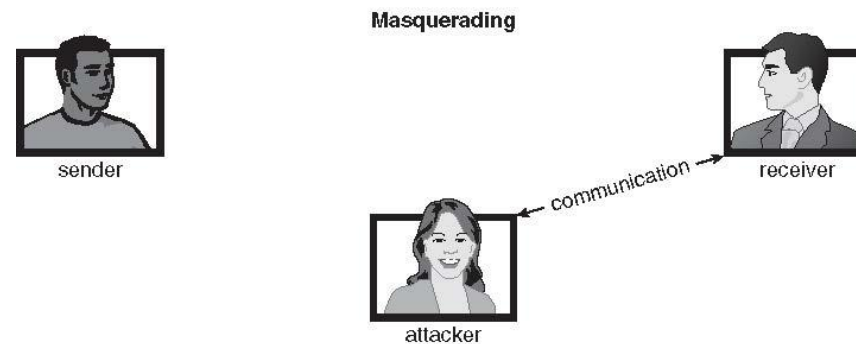 Masquerading
sender
receiver
communication
attacker